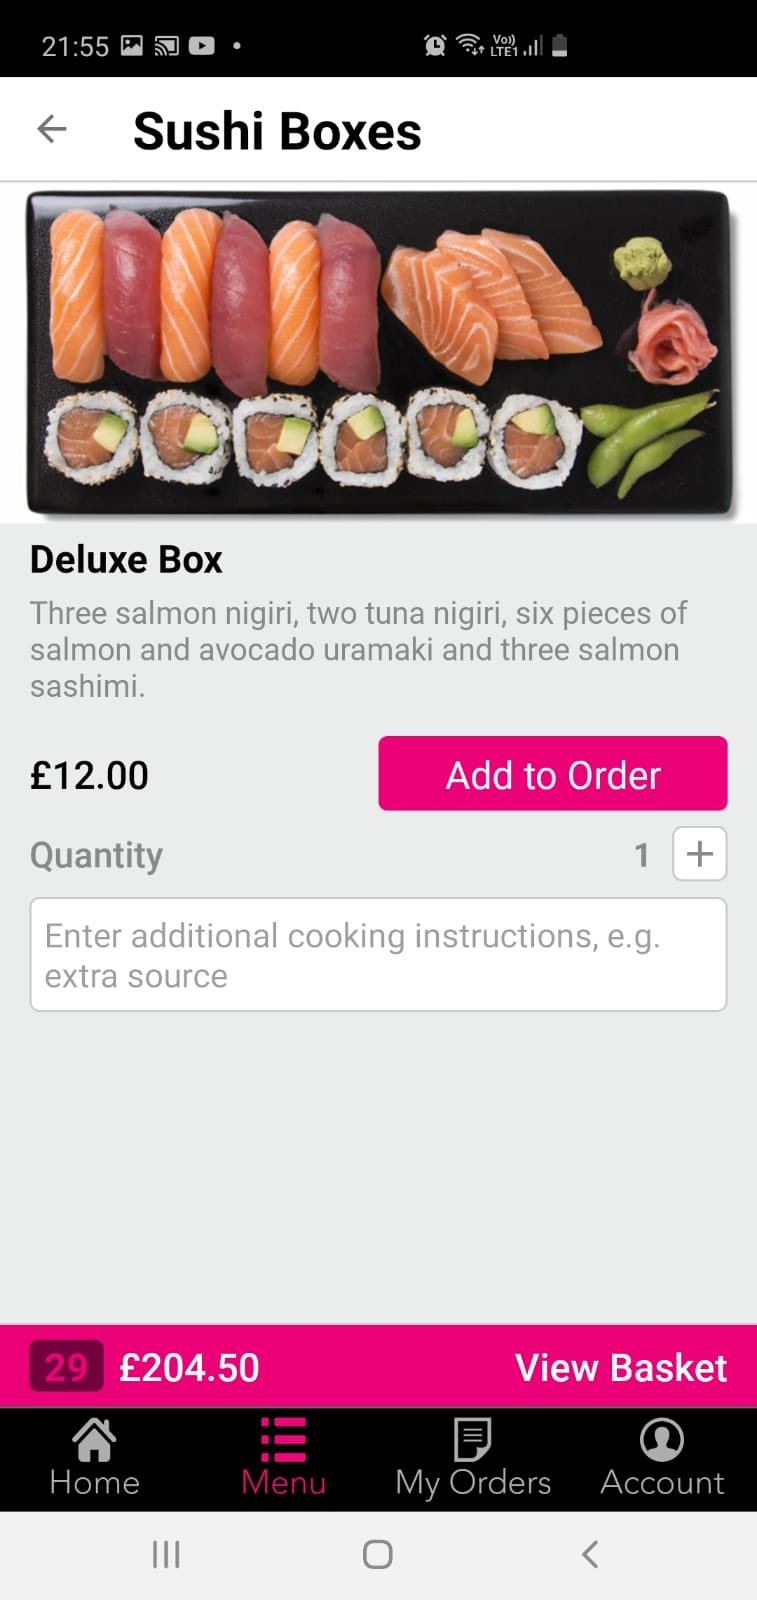 21:55
Vo))
LTE1
Sushi Boxes
Deluxe Box
Three salmon nigiri, two tuna nigiri, six pieces of
salmon and avocado uramaki and three salmon
sashimi.
£12.00
Add to Order
Quantity
1
Enter additional cooking instructions, e.g.
extra source
29
£204.50
View Basket
Home
Menu
My Orders
Account